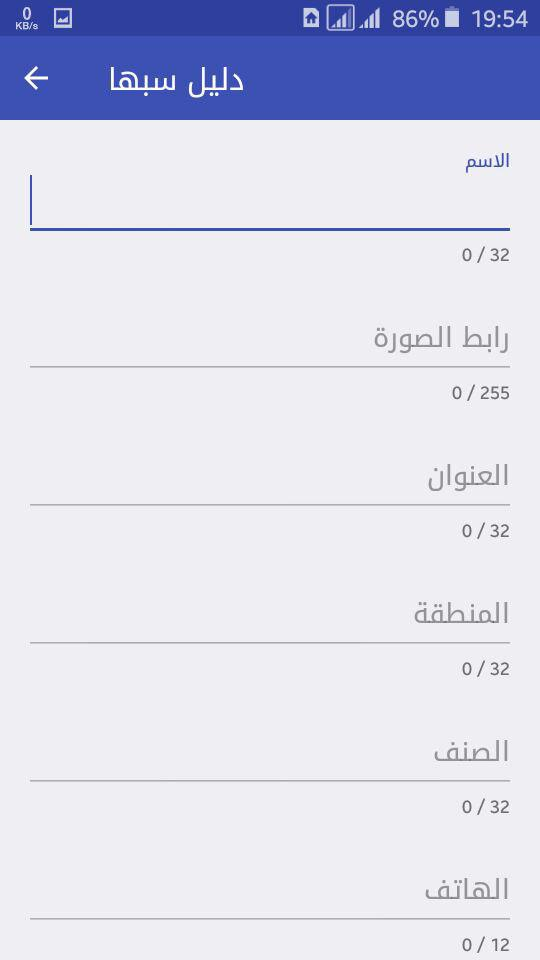 0
KB/s
86%
19:54
دليل سبها
الاسم
0 / 32
رابط الصورة
0 / 255
العنوان
0 / 32
المنطقة
0 / 32
الصنف
0 / 32
الهاتف
0 / 12